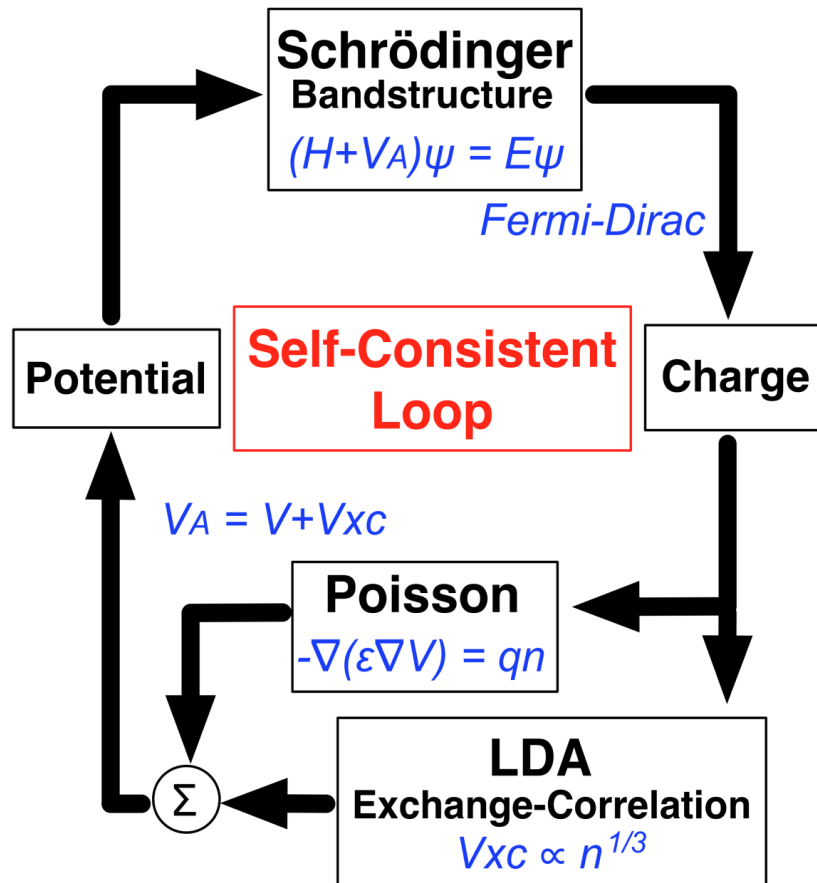 Schrödinger
Bandstructure
(H+VA)ψ = Eψ
Fermi-Dirac
Potential
Self-Consistent
Loop
Charge
VA = V+Vxc
Poisson
-∇(ε∇V) = qn
LDA
Exchange-Correlation
Vxc ∝ n^1/3
Σ